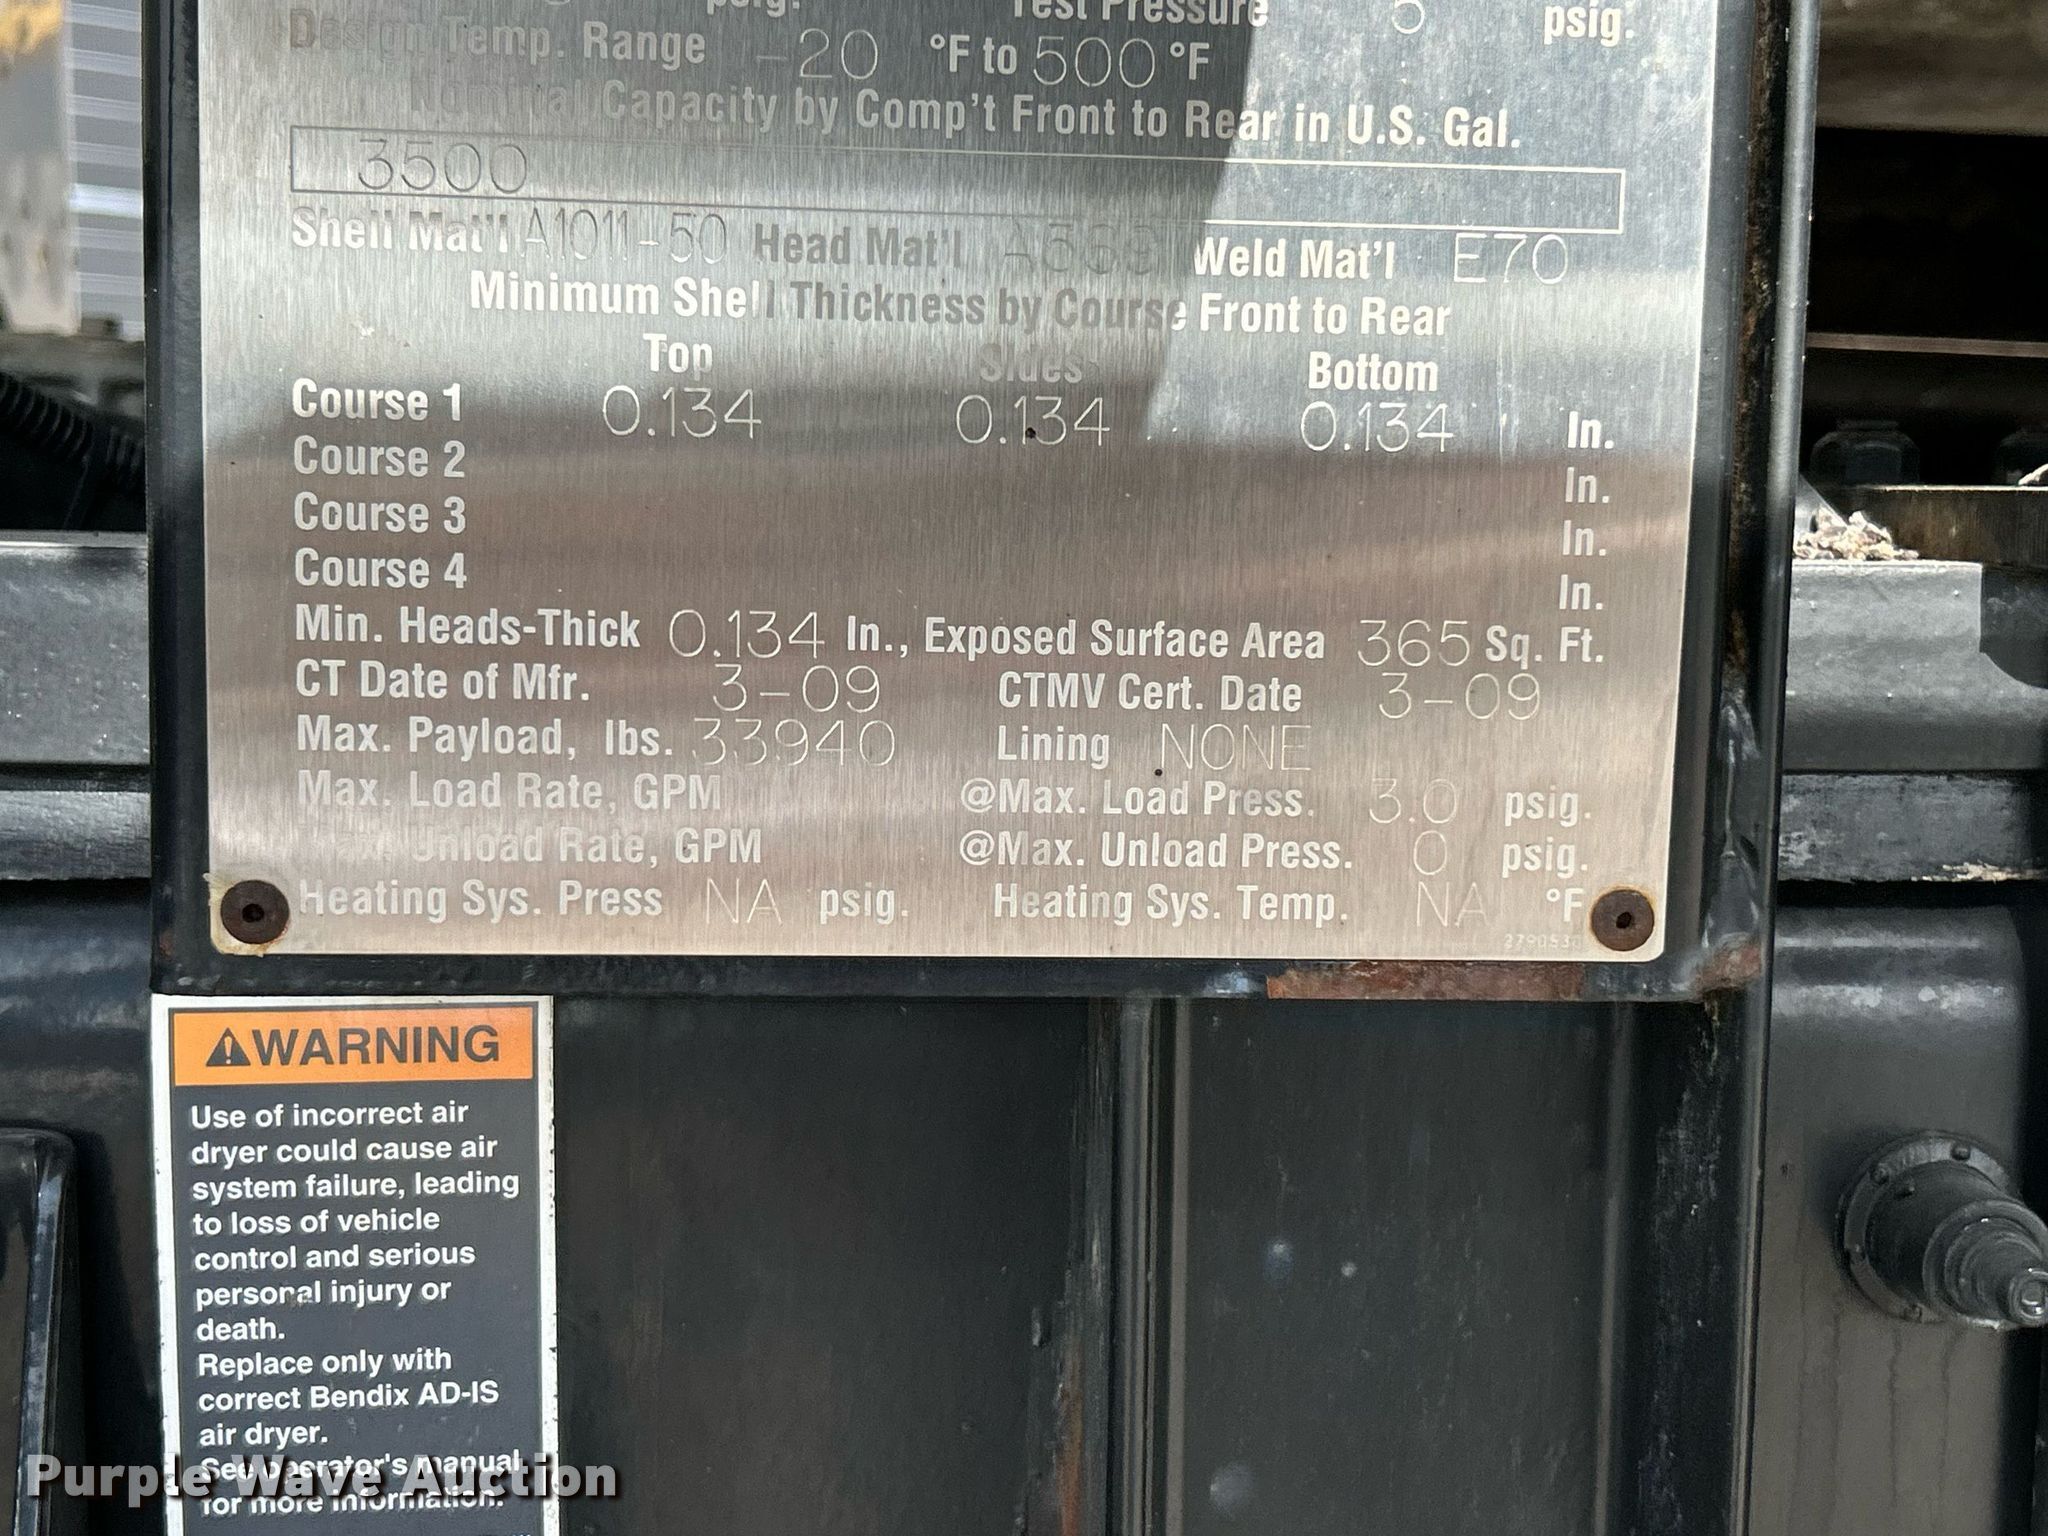 psig. Test Pressure 5 psig.
Design Temp. Range -20 °F to 500 °F
Nominal Capacity by Comp't Front to Rear in U.S. Gal.
3500
Shell Mat'l A1011-50 Head Mat'l Weld Mat'l E70
Minimum Shell Thickness by Course Front to Rear
Top Sides Bottom
Course 1 0.134 0.134 0.134 In.
Course 2 In.
Course 3 In.
Course 4 In.
Min. Heads-Thick 0.134 In., Exposed Surface Area 365 Sq. Ft.
CT Date of Mfr. 3-09 CTMV Cert. Date 3-09
Max. Payload, lbs. 33940 Lining NONE
Max. Load Rate, GPM @Max. Load Press. 3.0 psig.
Max. Unload Rate, GPM @Max. Unload Press. 0 psig.
Heating Sys. Press NA psig. Heating Sys. Temp. NA °F
WARNING
Use of incorrect air
dryer could cause air
system failure, leading
to loss of vehicle
control and serious
personal injury or
death.
Replace only with
correct Bendix AD-IS
air dryer.
See operator's manual
for more information.
Purple Wave Auction